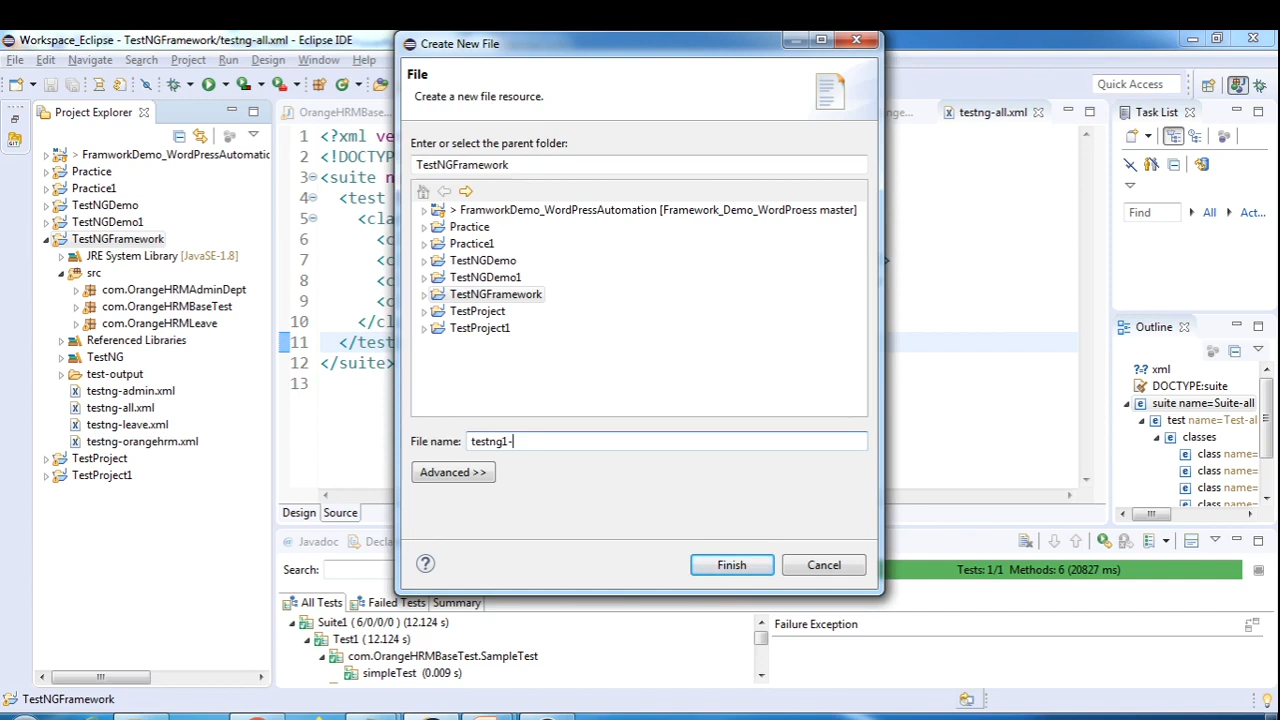 Workspace_Eclipse - TestNGFramework/testng-all.xml - Eclipse IDE
File Edit Navigate Search Project Run Design Window Help
Quick Access
Project Explorer
> FramworkDemo_WordPressAutomatic
Practice
Practice1
TestNGDemo
TestNGDemo1
TestNGFramework
JRE System Library [JavaSE-1.8]
src
com.OrangeHRMAdminDept
com.OrangeHRMBaseTest
com.OrangeHRMLeave
Referenced Libraries
TestNG
test-output
testng-admin.xml
testng-all.xml
testng-leave.xml
testng-orangehrm.xml
TestProject
TestProject1
OrangeHRMBase...
nge...
testng-all.xml
1 <?xml ve
2 <!DOCTYP
3 <suite n
4 <test
5 <cla
6 <c
7 <c
8 <c
9 <c
10 </cl
11 </test
12 </suite>
13
Design Source
Create New File
File
Create a new file resource.
Enter or select the parent folder:
TestNGFramework
> FramworkDemo_WordPressAutomation [Framework_Demo_WordProess master]
Practice
Practice1
TestNGDemo
TestNGDemo1
TestNGFramework
TestProject
TestProject1
File name: testng1-
Advanced >>
Finish
Cancel
Task List
Find All Act...
Outline
?-? xml
DOCTYPE:suite
suite name=Suite-all
test name=Test-al
classes
class name=
class name=
class name=
class name=
Javadoc Decla
Search:
Tests: 1/1 Methods: 6 (20827 ms)
All Tests Failed Tests Summary
Suite1 ( 6/0/0/0 ) (12.124 s)
Test1 ( 12.124 s)
com.OrangeHRMBaseTest.SampleTest
simpleTest (0.009 s)
Failure Exception
TestNGFramework